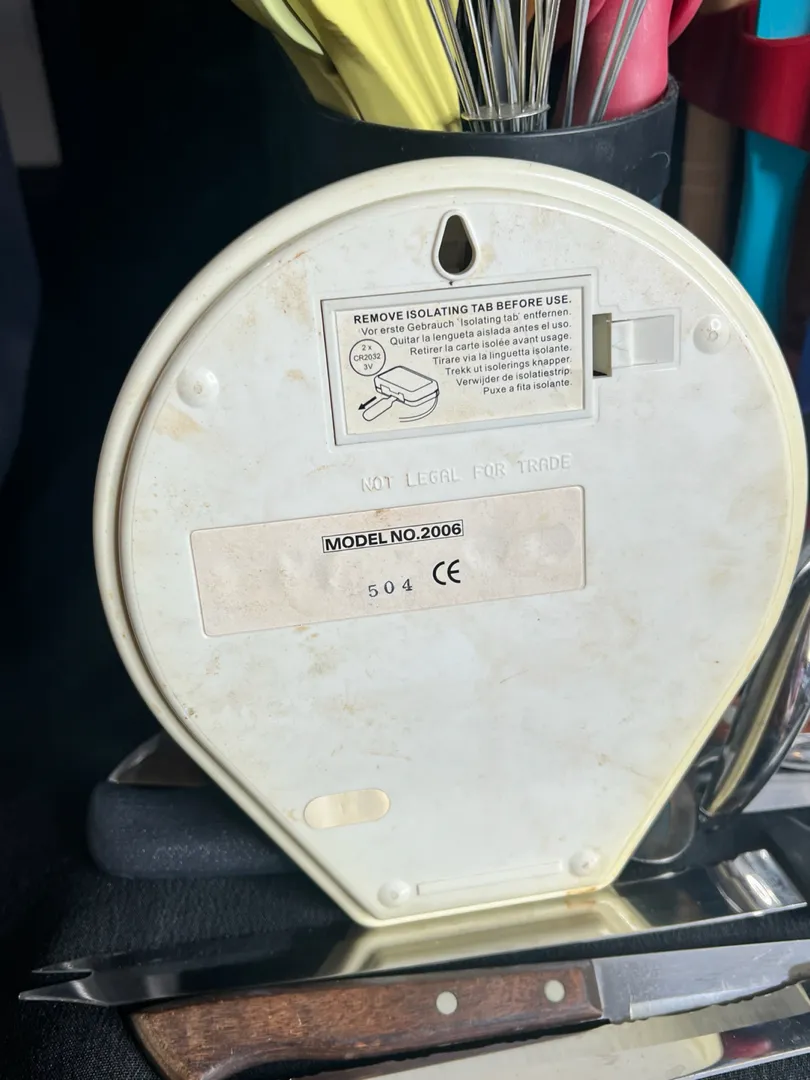 REMOVE ISOLATING TAB BEFORE USE.
Vor erste Gebrauch 'Isolating tab' entfernen.
Quitar la lengueta aislada antes el uso.
Retirer la carte isolée avant usage.
Tirare via la linguetta isolante.
Trekk ut isolerings knapper.
Verwijder de isolatiestrip.
Puxe a fita isolante.
2 x
CR2032
3V
NOT LEGAL FOR TRADE
MODEL NO.2006
504 CE